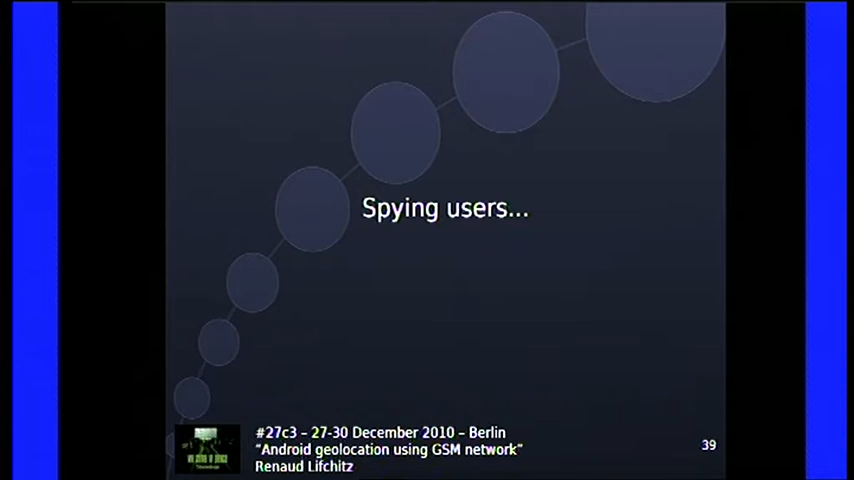 Spying users...
#27c3 – 27-30 December 2010 – Berlin
"Android geolocation using GSM network"
Renaud Lifchitz
39